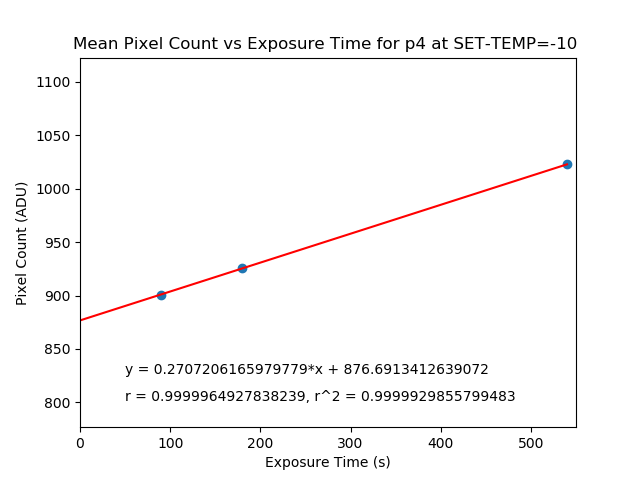 Mean Pixel Count vs Exposure Time for p4 at SET-TEMP=-10
1100
1050
1000
950
900
850
800
Pixel Count (ADU)
y = 0.2707206165979779*x + 876.6913412639072
r = 0.9999964927838239, r^2 = 0.9999929855799483
0 100 200 300 400 500
Exposure Time (s)